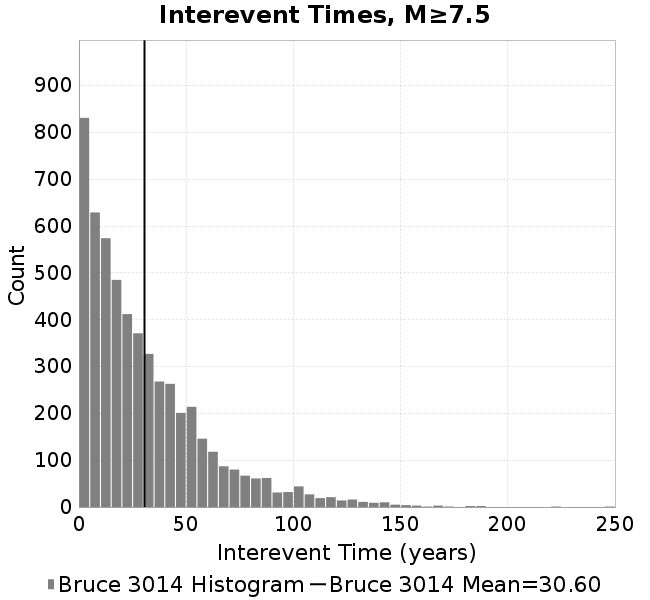 Interevent Times, M≥7.5
Count
900
800
700
600
500
400
300
200
100
0
0 50 100 150 200 250
Interevent Time (years)
Bruce 3014 Histogram Bruce 3014 Mean=30.60